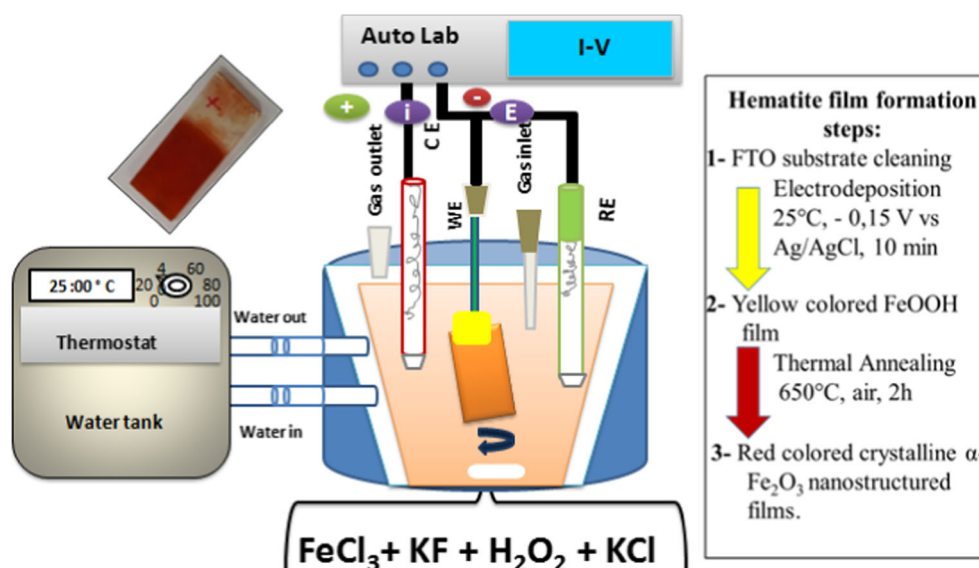 Auto Lab
I-V
+
i
-
E
Gas outlet
C E
WE
Gas inlet
RE
25:00 ° C
20
4
60
80
100
Thermostat
Water tank
Water out
Water in
FeCl₃+ KF + H₂O₂ + KCl
Hematite film formation
steps:
1- FTO substrate cleaning
Electrodeposition
25°C, - 0,15 V vs
Ag/AgCl, 10 min
2- Yellow colored FeOOH
film
Thermal Annealing
650°C, air, 2h
3- Red colored crystalline α-
Fe₂O₃ nanostructured
films.